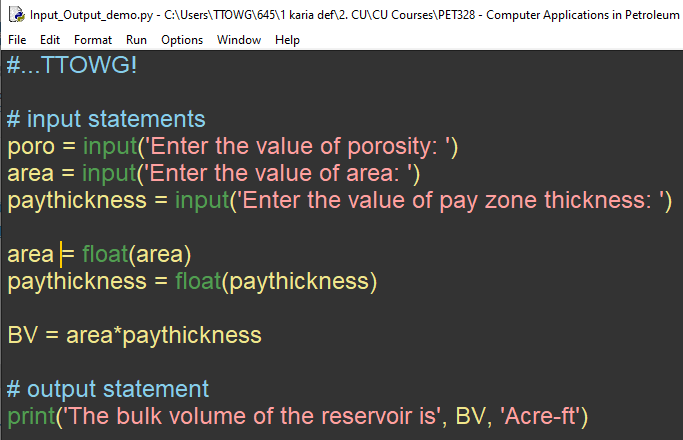 Input_Output_demo.py - C:\Users\TTOWG\645\1 karia def\2. CU\CU Courses\PET328 - Computer Applications in Petroleum
File Edit Format Run Options Window Help
#...TTOWG!
# input statements
poro = input('Enter the value of porosity: ')
area = input('Enter the value of area: ')
paythickness = input('Enter the value of pay zone thickness: ')
area = float(area)
paythickness = float(paythickness)
BV = area*paythickness
# output statement
print('The bulk volume of the reservoir is', BV, 'Acre-ft')